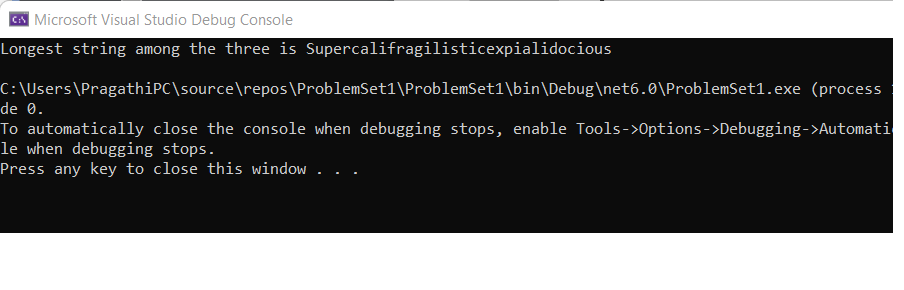 Microsoft Visual Studio Debug Console
Longest string among the three is Supercalifragilisticexpialidocious
C:\Users\PragathiPC\source\repos\ProblemSet1\ProblemSet1\bin\Debug\net6.0\ProblemSet1.exe (process
de 0.
To automatically close the console when debugging stops, enable Tools->Options->Debugging->Automati
le when debugging stops.
Press any key to close this window . . .